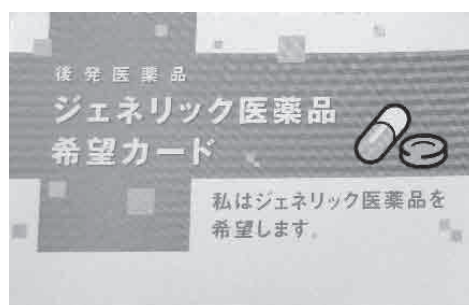 後発医薬品
ジェネリック医薬品
希望カード
私はジェネリック医薬品を
希望します。